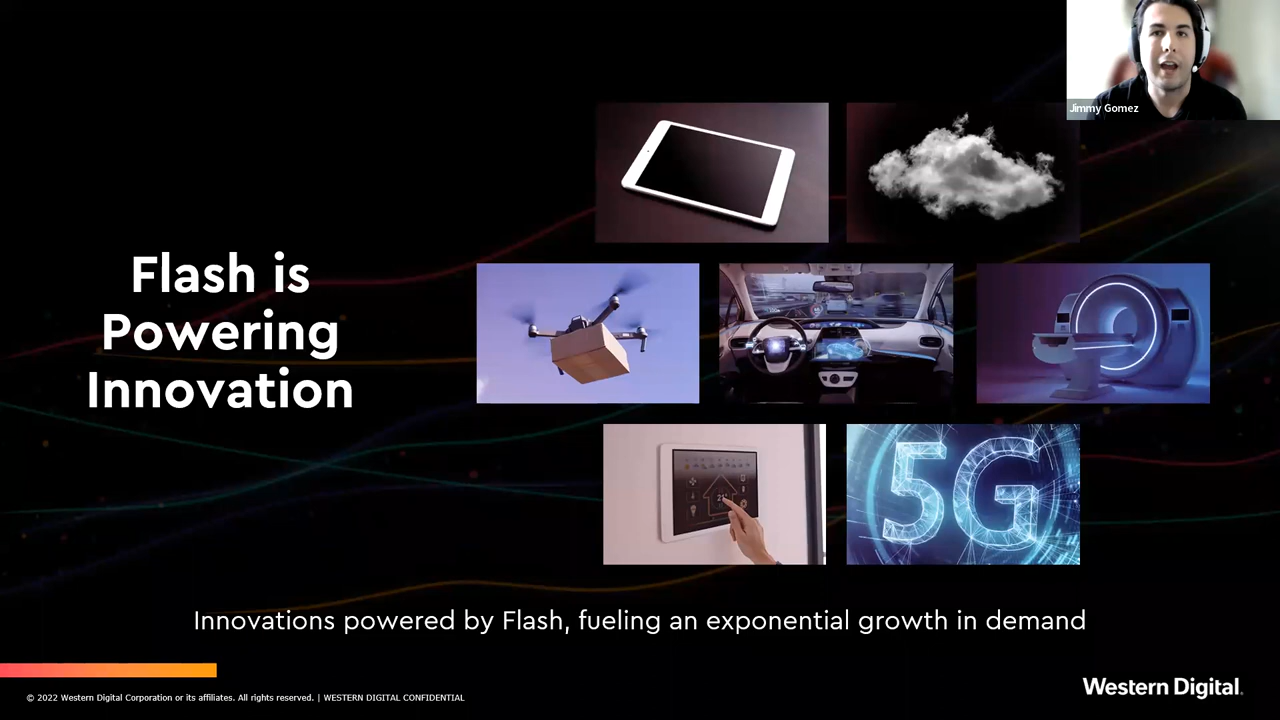 Jimmy Gomez
Flash is
Powering
Innovation
21°
5G
Innovations powered by Flash, fueling an exponential growth in demand
© 2022 Western Digital Corporation or its affiliates. All rights reserved. | WESTERN DIGITAL CONFIDENTIAL
Western Digital.